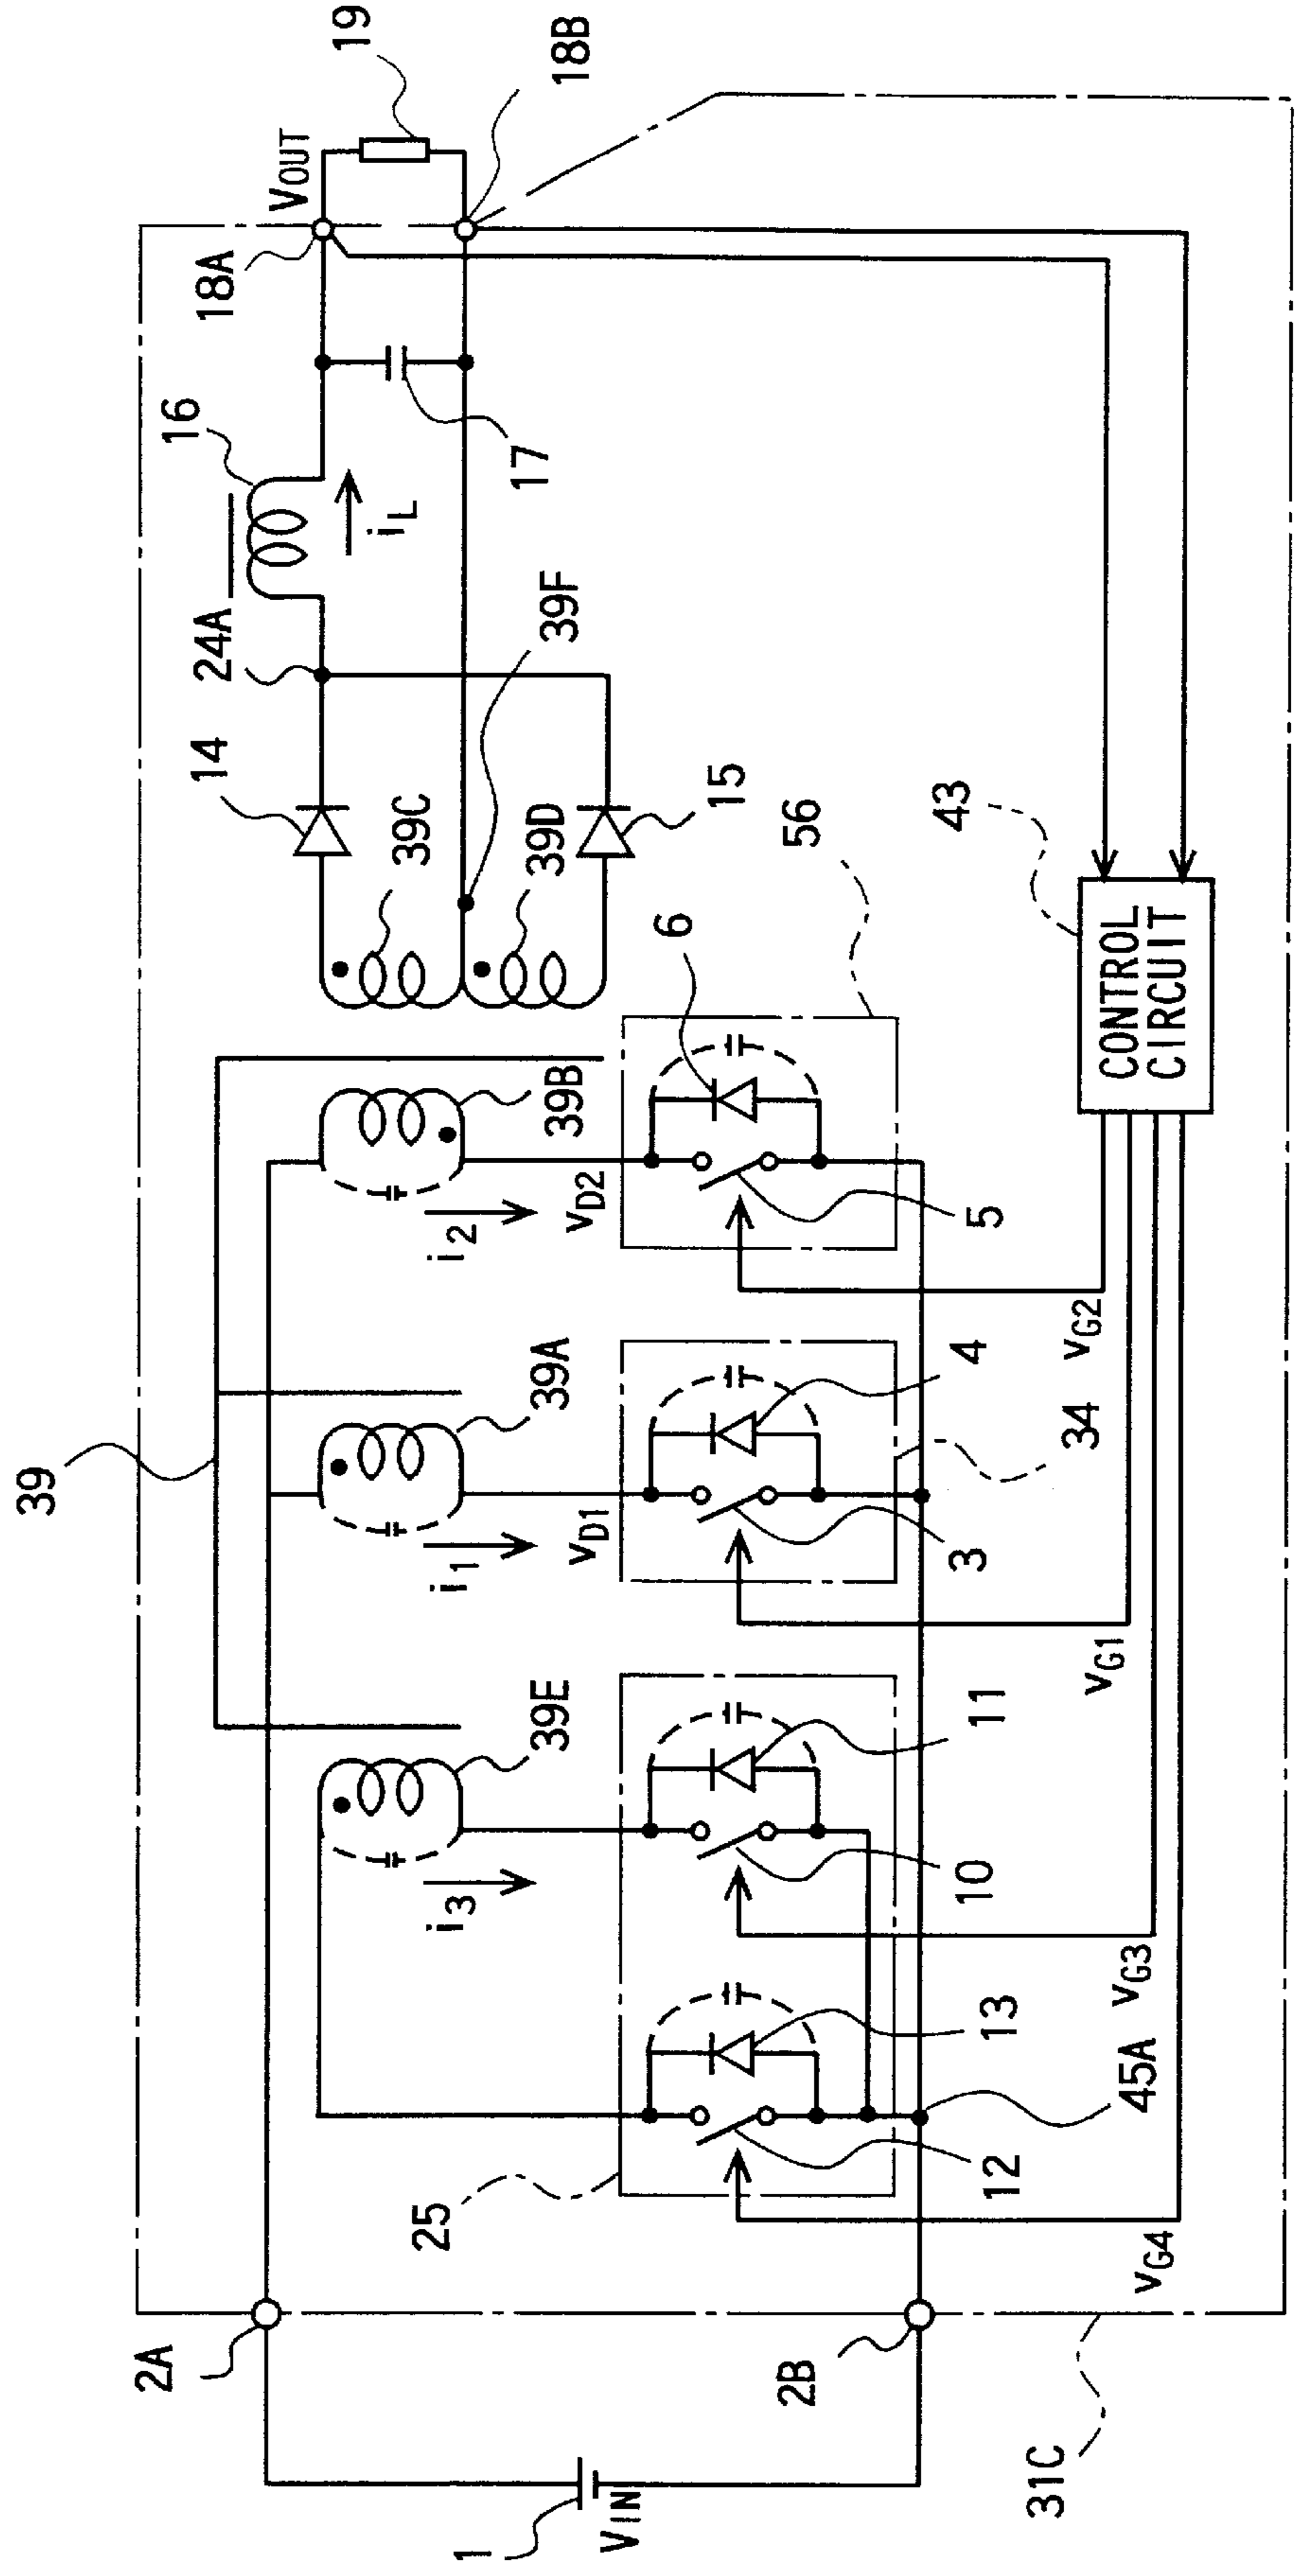 39
19
18B
VOUT
18A
16
iL
17
24A
39F
14
39C
39D
15
56
6
39B
i2
vD2
5
43
CONTROL
CIRCUIT
39A
i1
vD1
4
34
3
vG2
vG1
39E
i3
11
10
13
12
25
vG3
45A
vG4
2A
2B
1
VIN
31C